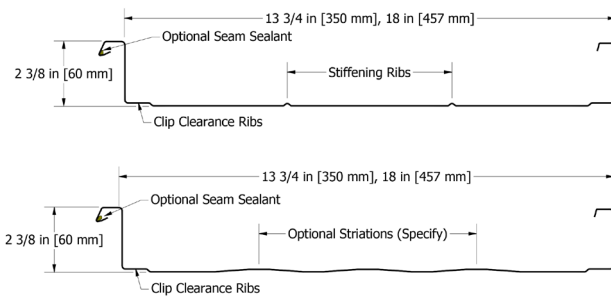 13 3/4 in [350 mm], 18 in [457 mm]
Optional Seam Sealant
2 3/8 in [60 mm]
Stiffening Ribs
Clip Clearance Ribs
13 3/4 in [350 mm], 18 in [457 mm]
Optional Seam Sealant
2 3/8 in [60 mm]
Optional Striations (Specify)
Clip Clearance Ribs